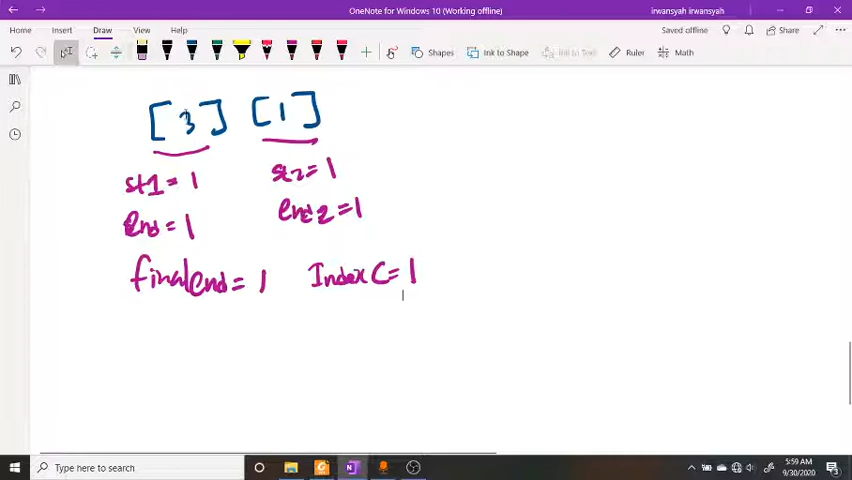 OneNote for Windows 10 (Working offline)
irwansyah irwansyah
Home Insert Draw View Help
Saved offline Share
Shapes Ink to Shape Ink to Text Ruler Math
[3] [1]
st1 = 1 st2 = 1
End = 1 end2 = 1
finalend = 1 Index C = 1
Type here to search
5:59 AM
9/30/2020
3